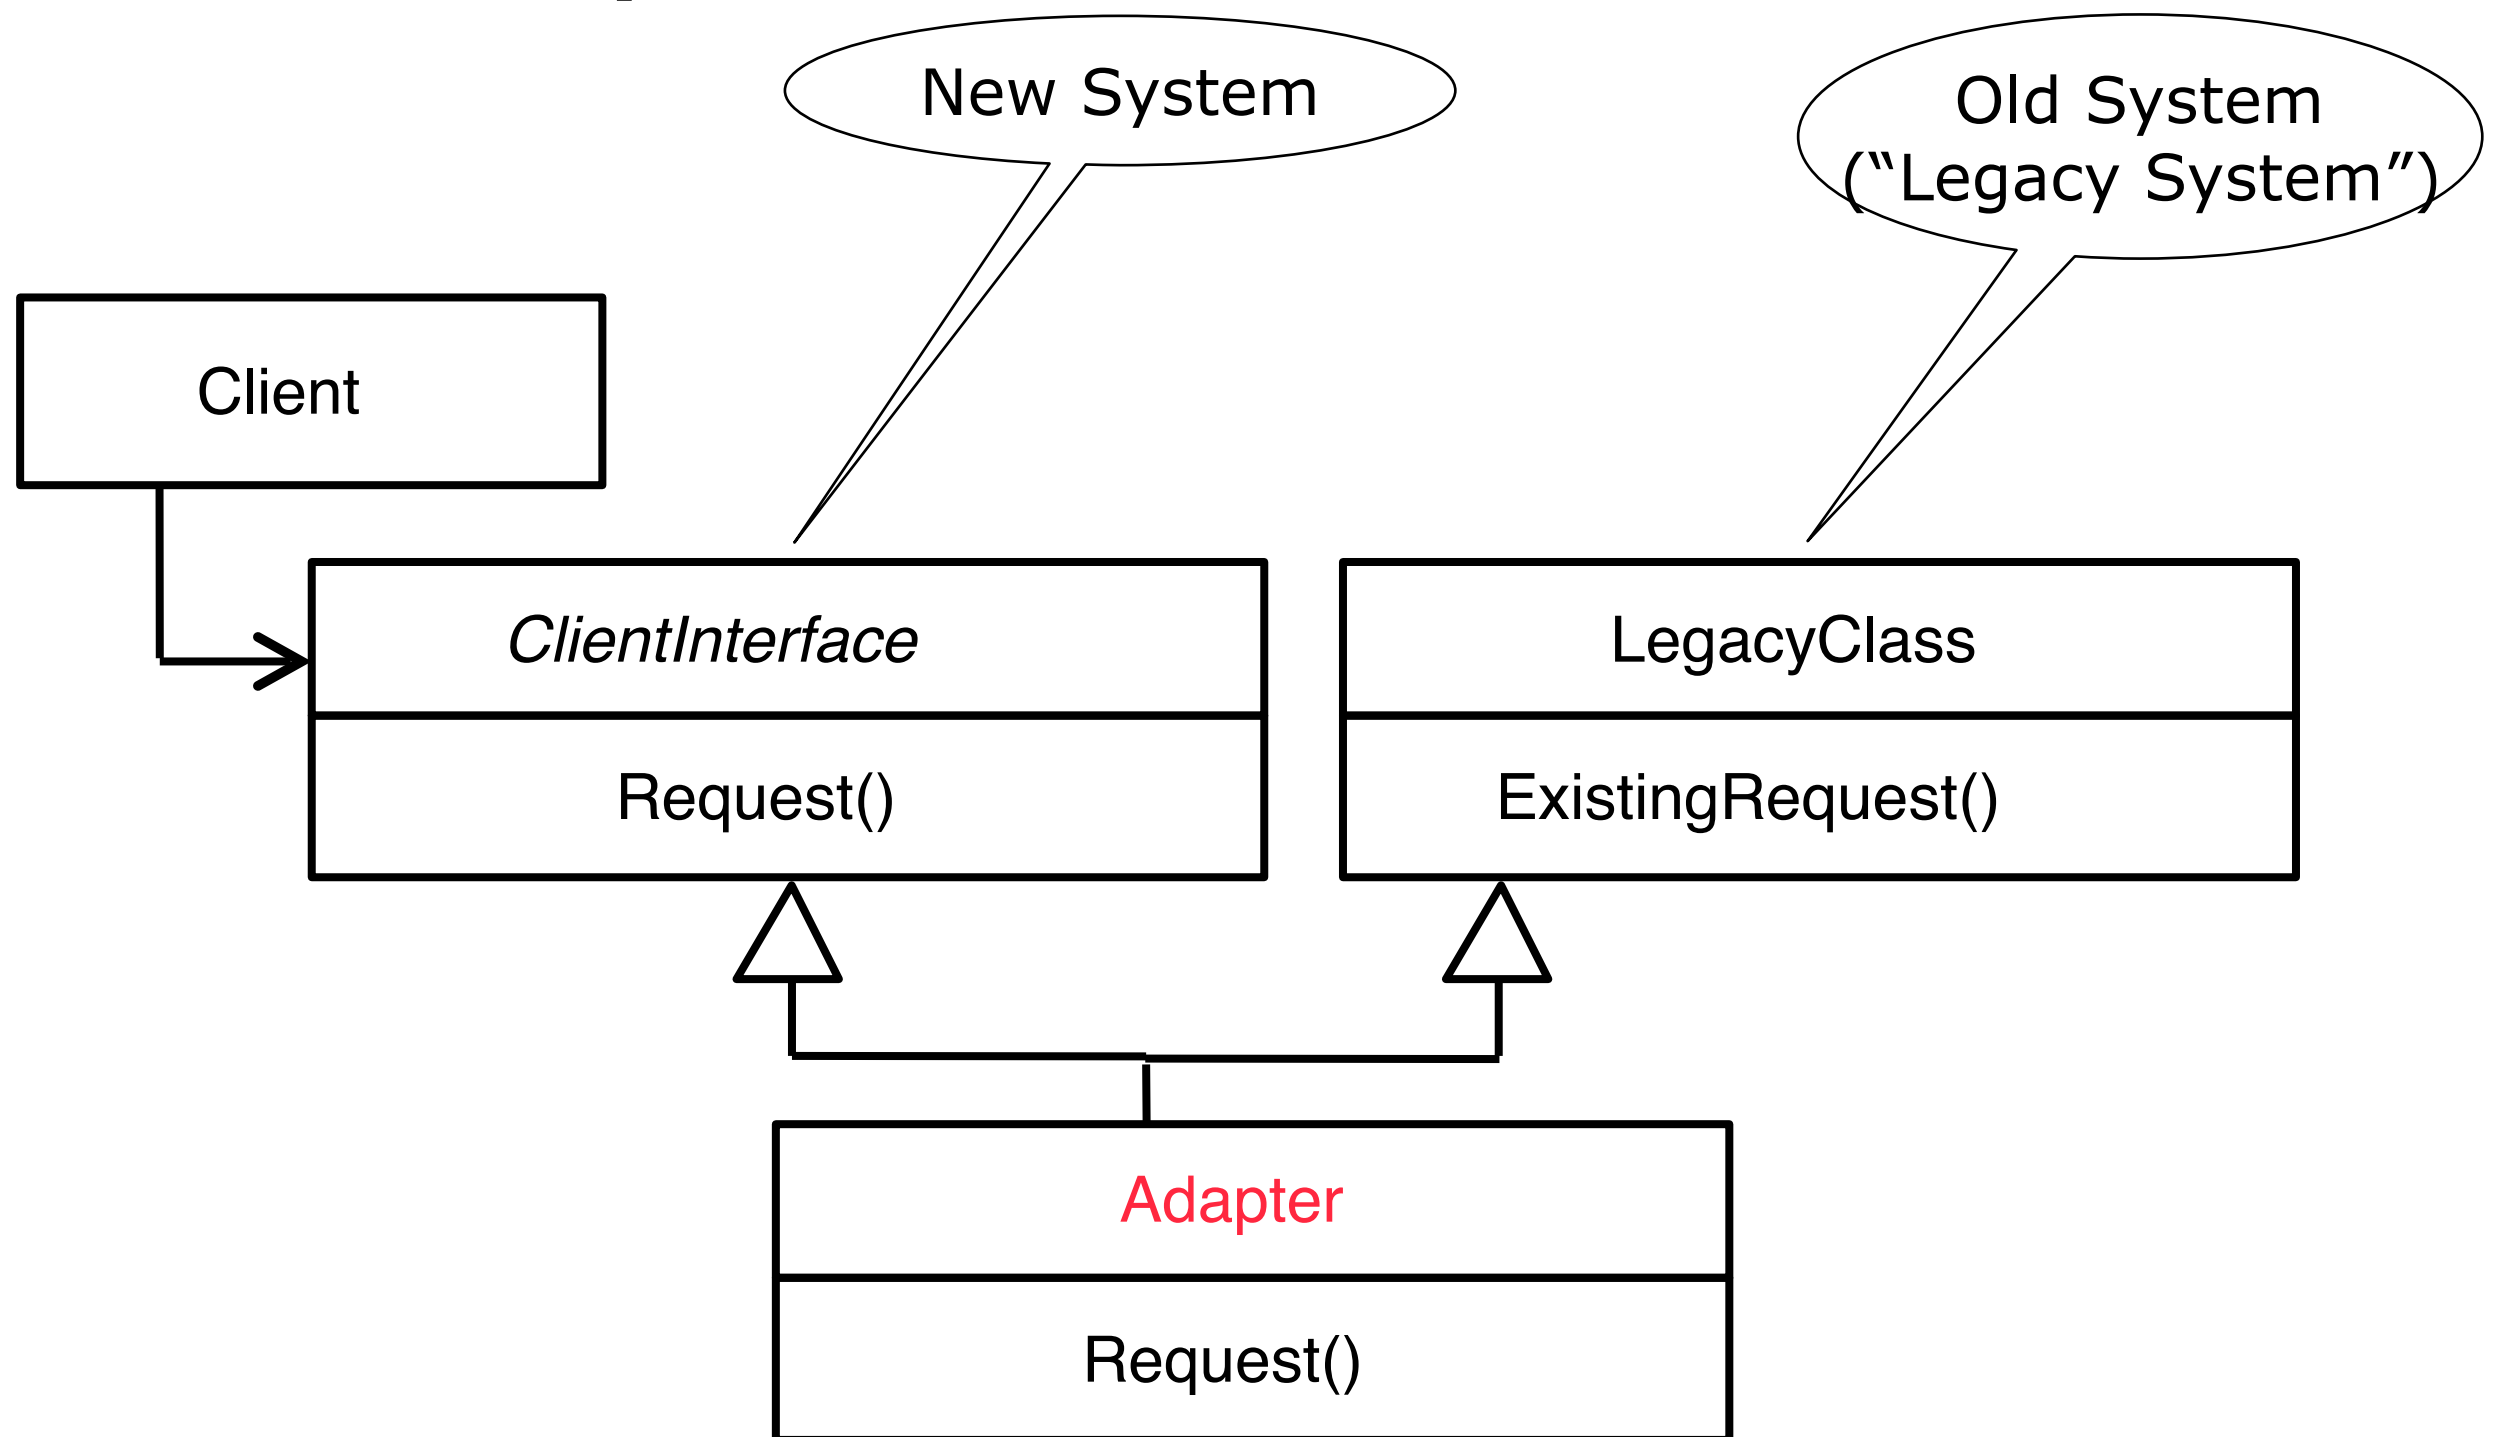 New System
Old System
(“Legacy System”)
Client
ClientInterface
LegacyClass
Request()
ExistingRequest()
Adapter
Request()